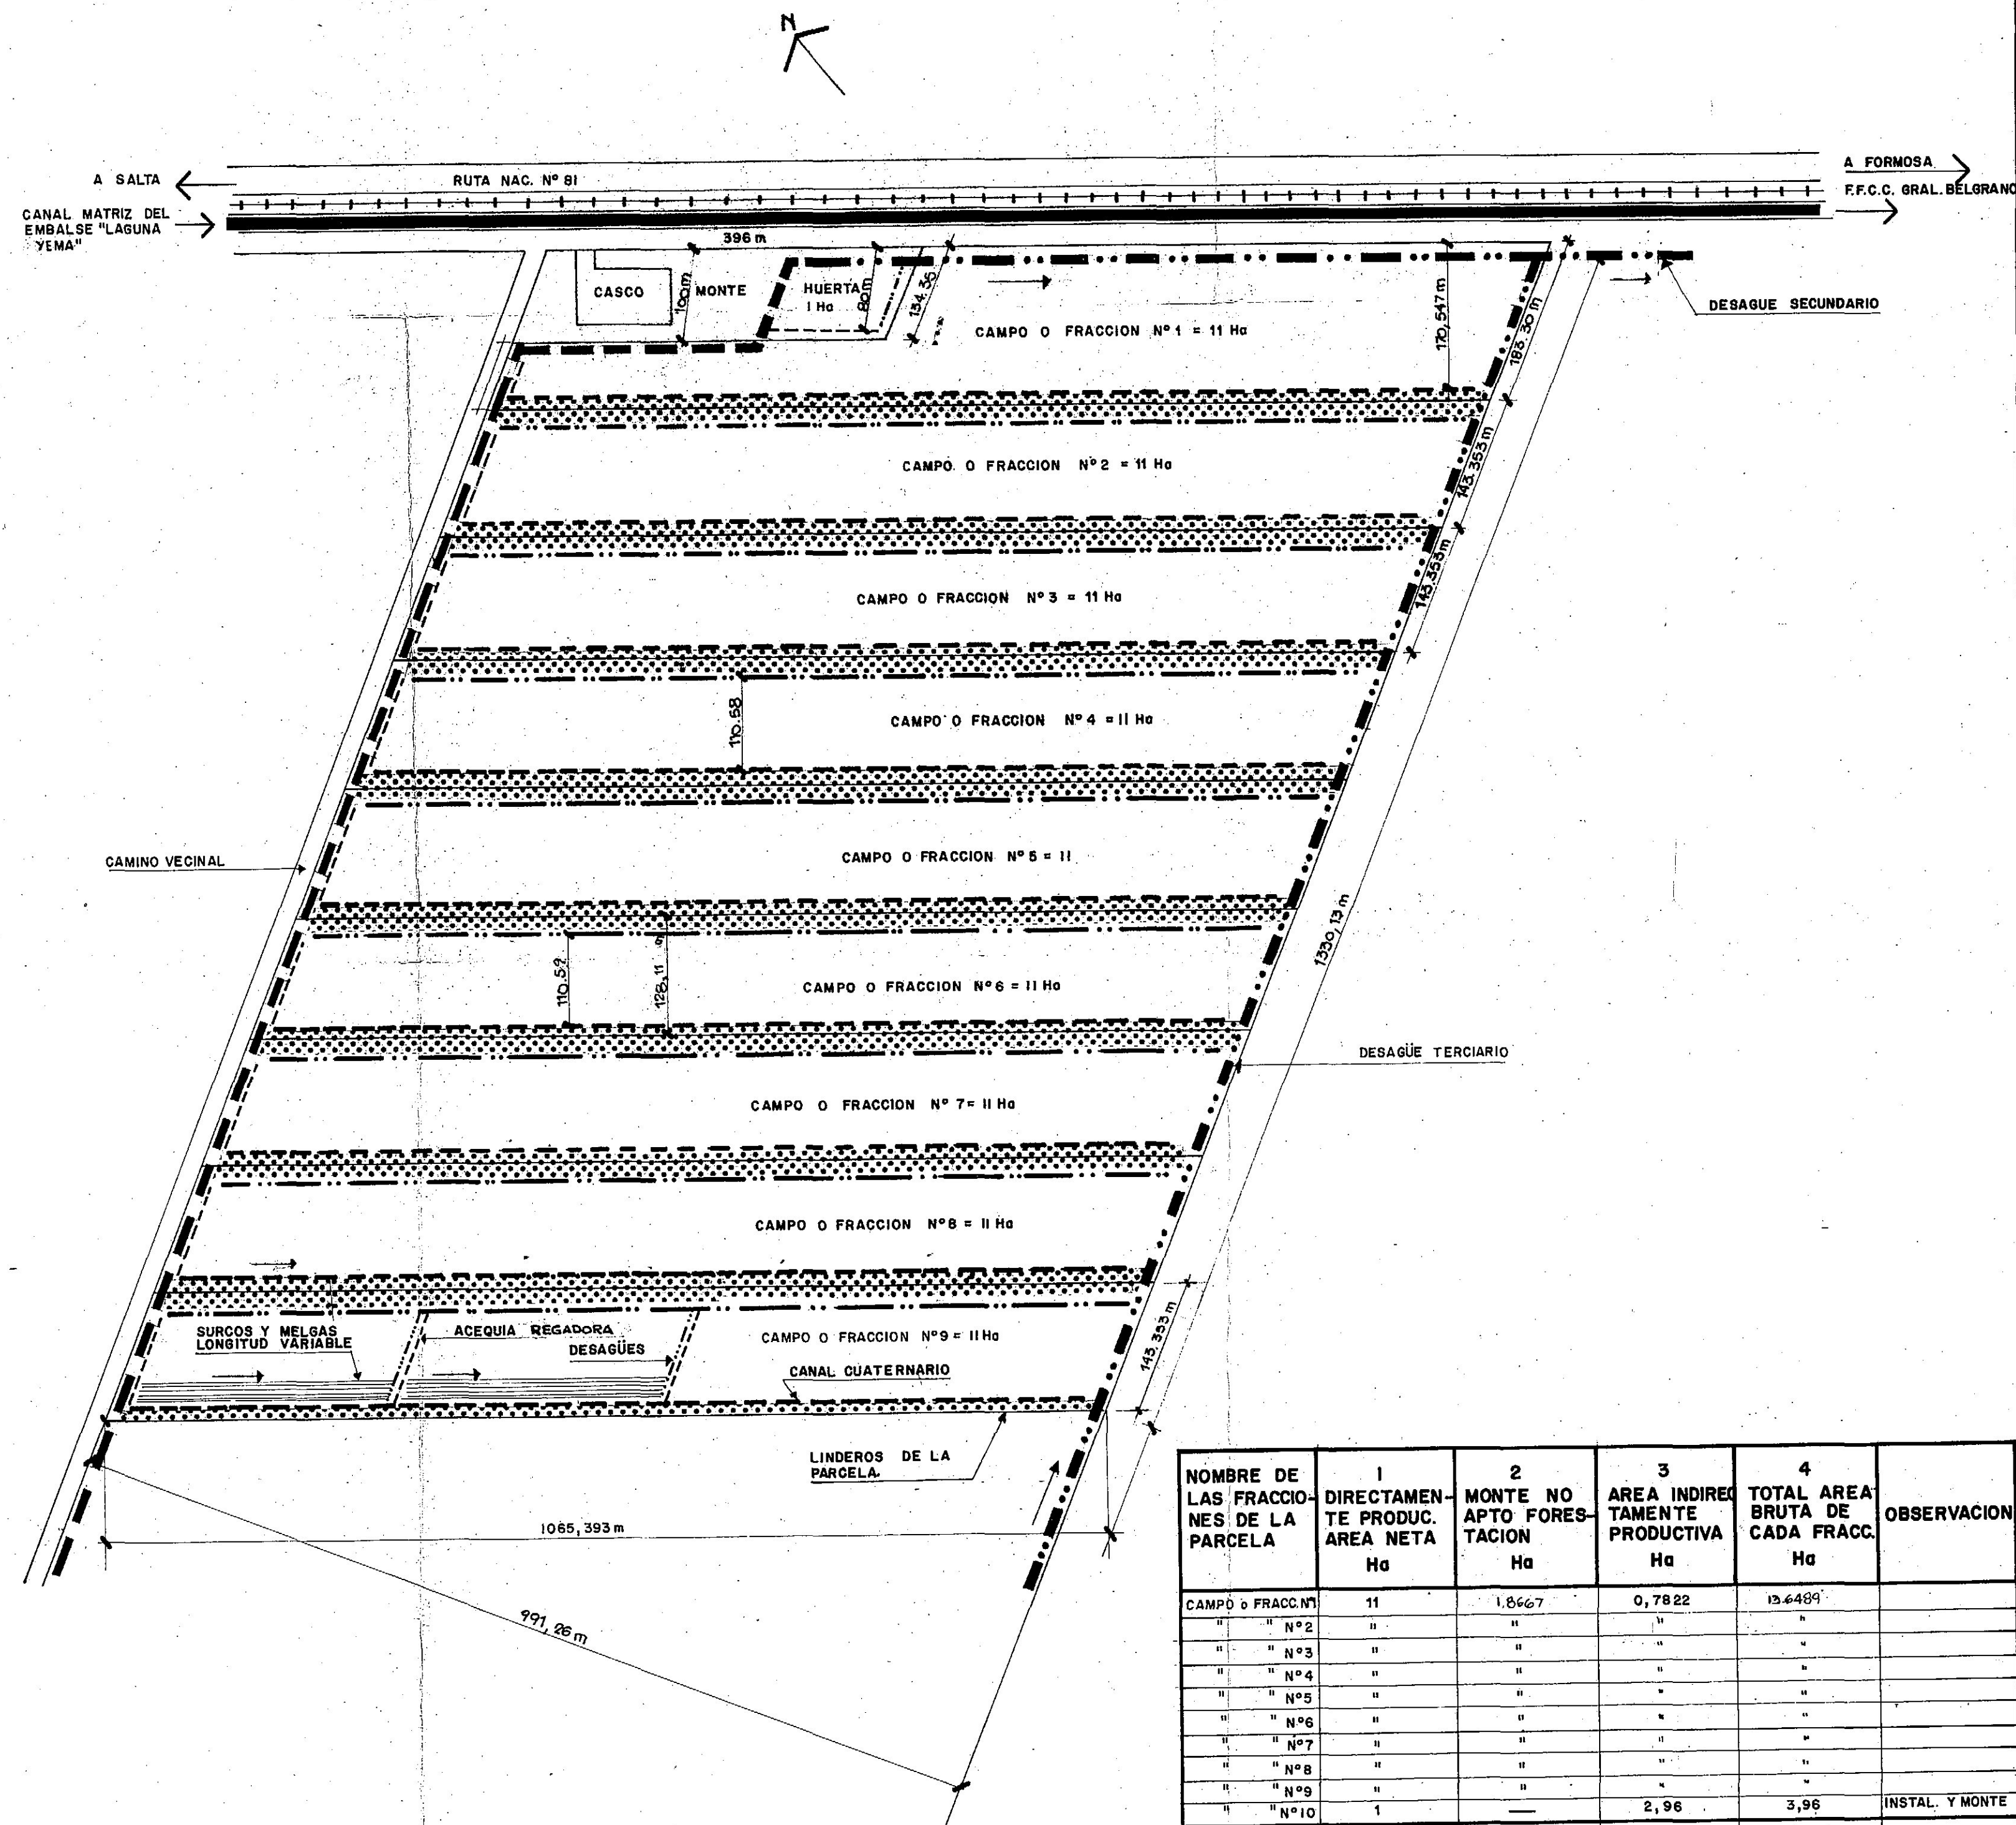 N
A SALTA
RUTA NAC. Nº 81
A FORMOSA
F.F.C.C. GRAL. BELGRANO
CANAL MATRIZ DEL
EMBALSE "LAGUNA
YEMA"
396 m
CASCO
MONTE
100 m
HUERTA
1 Ha
80 m
134.36
CAMPO O FRACCION Nº 1 = 11 Ha
170,547 m
183.30 m
DESAGUE SECUNDARIO
CAMPO O FRACCION Nº 2 = 11 Ha
143.353 m
CAMPO O FRACCION Nº 3 = 11 Ha
143.353 m
110.68
CAMPO O FRACCION Nº 4 = 11 Ha
CAMINO VECINAL
CAMPO O FRACCION Nº 5 = 11
1330,13 m
110.59
128,11 m
CAMPO O FRACCION Nº 6 = 11 Ha
DESAGÜE TERCIARIO
CAMPO O FRACCION Nº 7 = 11 Ha
CAMPO O FRACCION Nº 8 = 11 Ha
SURCOS Y MELGAS
LONGITUD VARIABLE
ACEQUIA REGADORA
DESAGÜES
CAMPO O FRACCION Nº 9 = 11 Ha
CANAL CUATERNARIO
143.353 m
LINDEROS DE LA
PARCELA.
1065,393 m
991,26 m
NOMBRE DE
LAS FRACCIO-
NES DE LA
PARCELA
1
DIRECTAMEN-
TE PRODUC.
AREA NETA
Ha
2
MONTE NO
APTO FORES-
TACION
Ha
3
AREA INDIREC
TAMENTE
PRODUCTIVA
Ha
4
TOTAL AREA
BRUTA DE
CADA FRACC.
Ha
OBSERVACION
CAMPO o FRACC. Nº1 11 1,8667 0,7822 13.6489
" " Nº2 " " " "
" " Nº3 " " " "
" " Nº4 " " " "
" " Nº5 " " " "
" " Nº6 " " " "
" " Nº7 " " " "
" " Nº8 " " " "
" " Nº9 " " " "
" " Nº10 1 — 2,96 3,96 INSTAL. Y MONTE